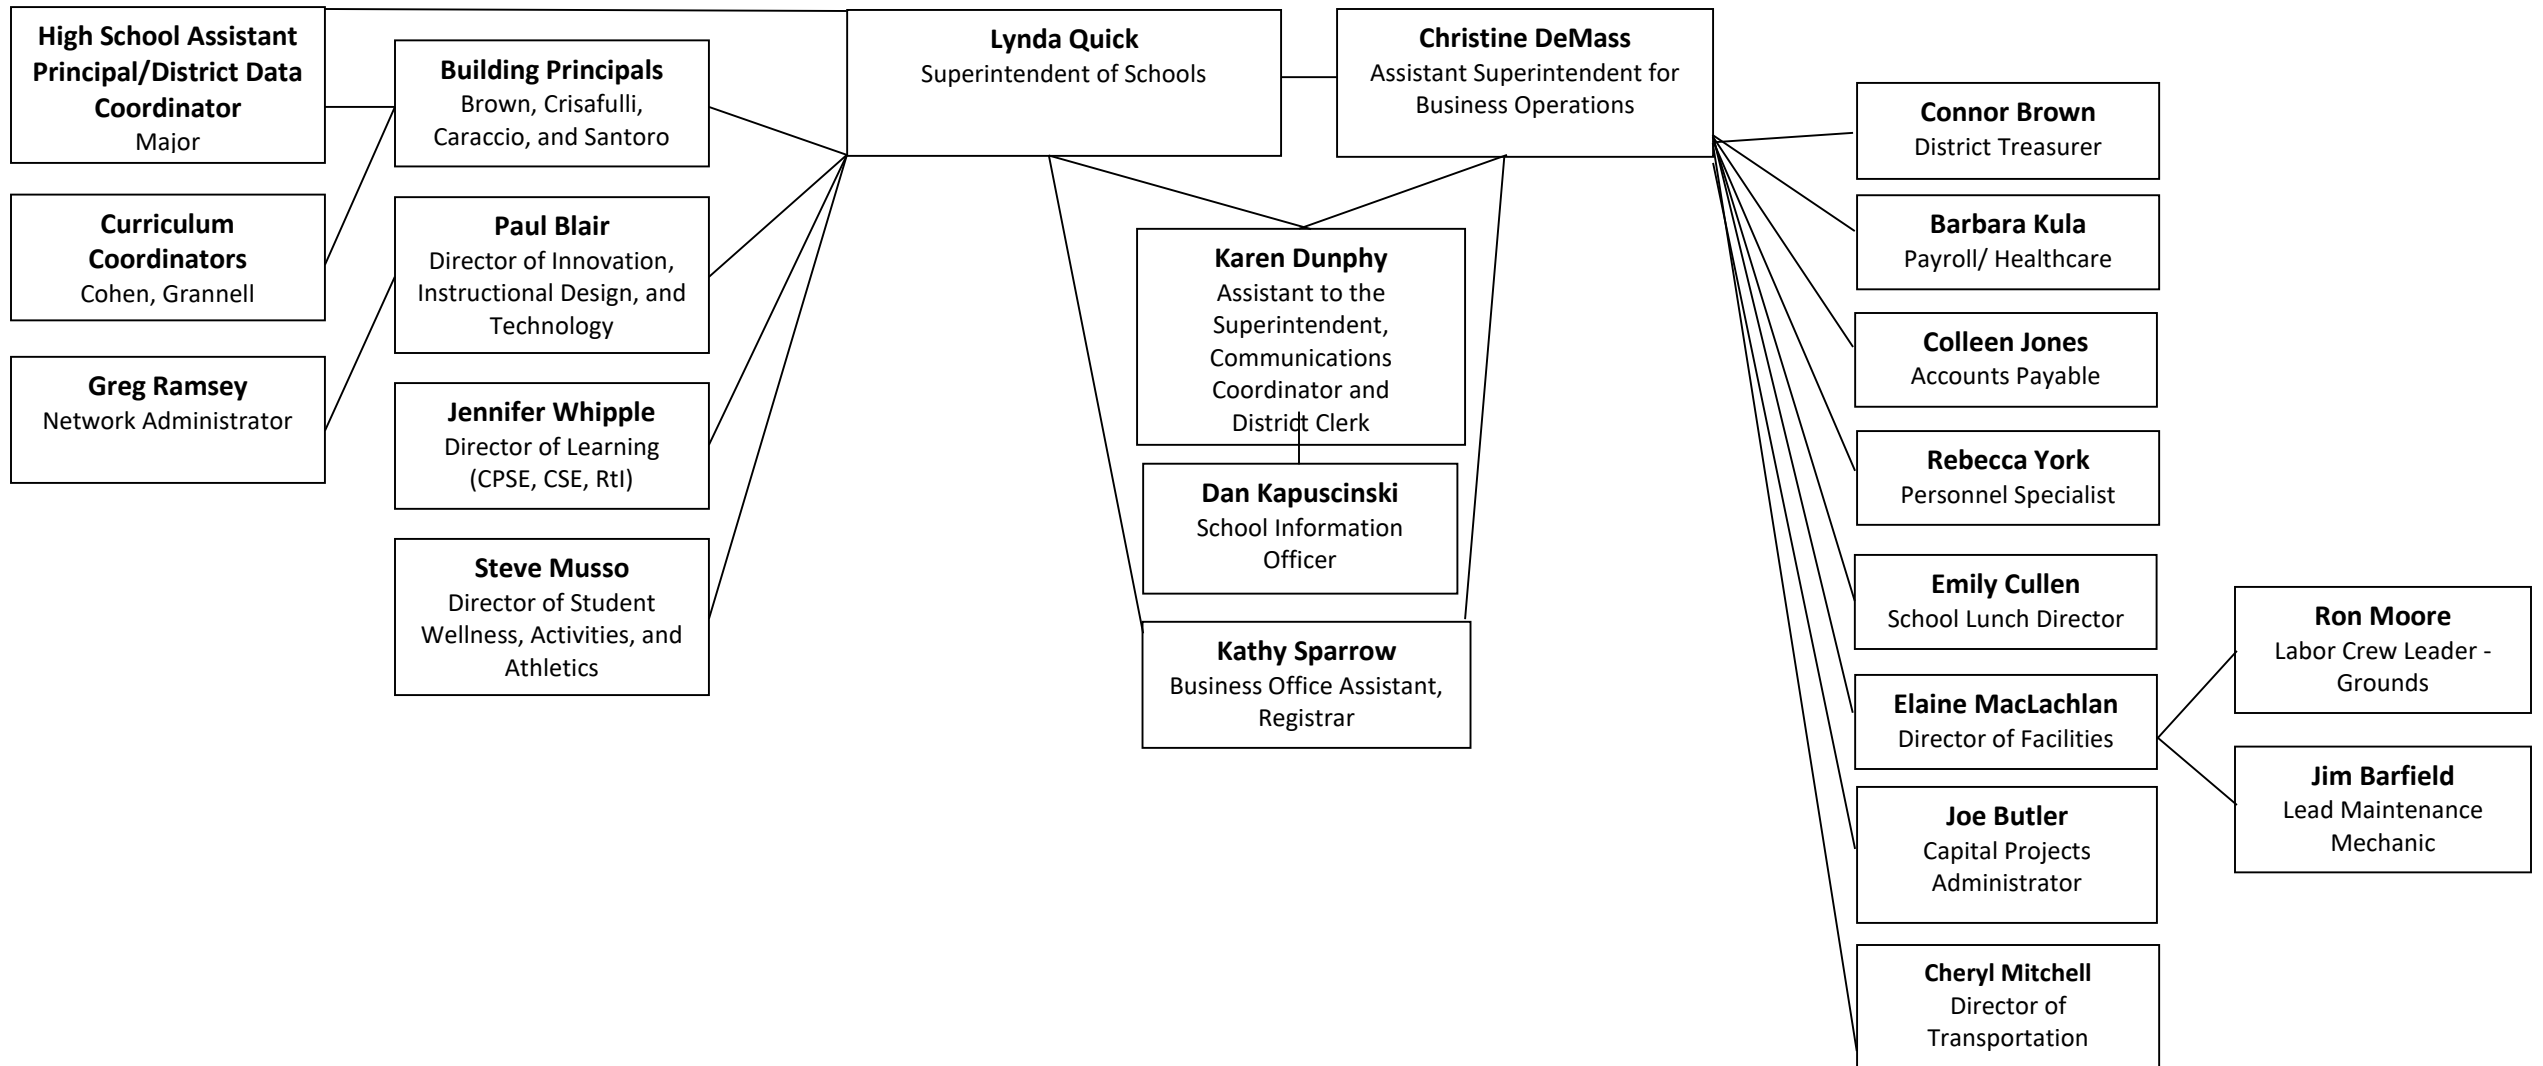 High School Assistant
Principal/District Data
Coordinator
Major
Curriculum
Coordinators
Cohen, Grannell
Greg Ramsey
Network Administrator
Building Principals
Brown, Crisafulli,
Caraccio, and Santoro
Paul Blair
Director of Innovation,
Instructional Design, and
Technology
Jennifer Whipple
Director of Learning
(CPSE, CSE, RtI)
Steve Musso
Director of Student
Wellness, Activities, and
Athletics
Lynda Quick
Superintendent of Schools
Christine DeMass
Assistant Superintendent for
Business Operations
Karen Dunphy
Assistant to the
Superintendent,
Communications
Coordinator and
District Clerk
Dan Kapuscinski
School Information
Officer
Kathy Sparrow
Business Office Assistant,
Registrar
Connor Brown
District Treasurer
Barbara Kula
Payroll/ Healthcare
Colleen Jones
Accounts Payable
Rebecca York
Personnel Specialist
Emily Cullen
School Lunch Director
Elaine MacLachlan
Director of Facilities
Joe Butler
Capital Projects
Administrator
Cheryl Mitchell
Director of
Transportation
Ron Moore
Labor Crew Leader -
Grounds
Jim Barfield
Lead Maintenance
Mechanic